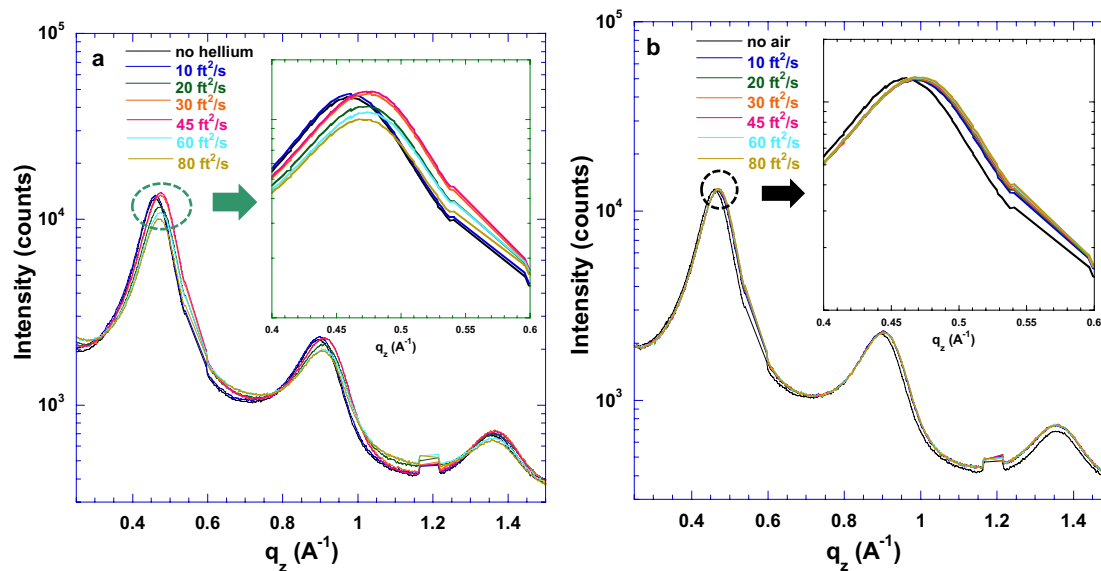 a
no hellium
10 ft²/s
20 ft²/s
30 ft²/s
45 ft²/s
60 ft²/s
80 ft²/s
10⁵
10⁴
10³
Intensity (counts)
0.4 0.45 0.5 0.55 0.6
q_z (A⁻¹)
0.4 0.6 0.8 1 1.2 1.4
q_z (A⁻¹)
b
no air
10 ft²/s
20 ft²/s
30 ft²/s
45 ft²/s
60 ft²/s
80 ft²/s
10⁵
10⁴
10³
Intensity (counts)
0.4 0.45 0.5 0.55 0.6
q_z (A⁻¹)
0.4 0.6 0.8 1 1.2 1.4
q_z (A⁻¹)